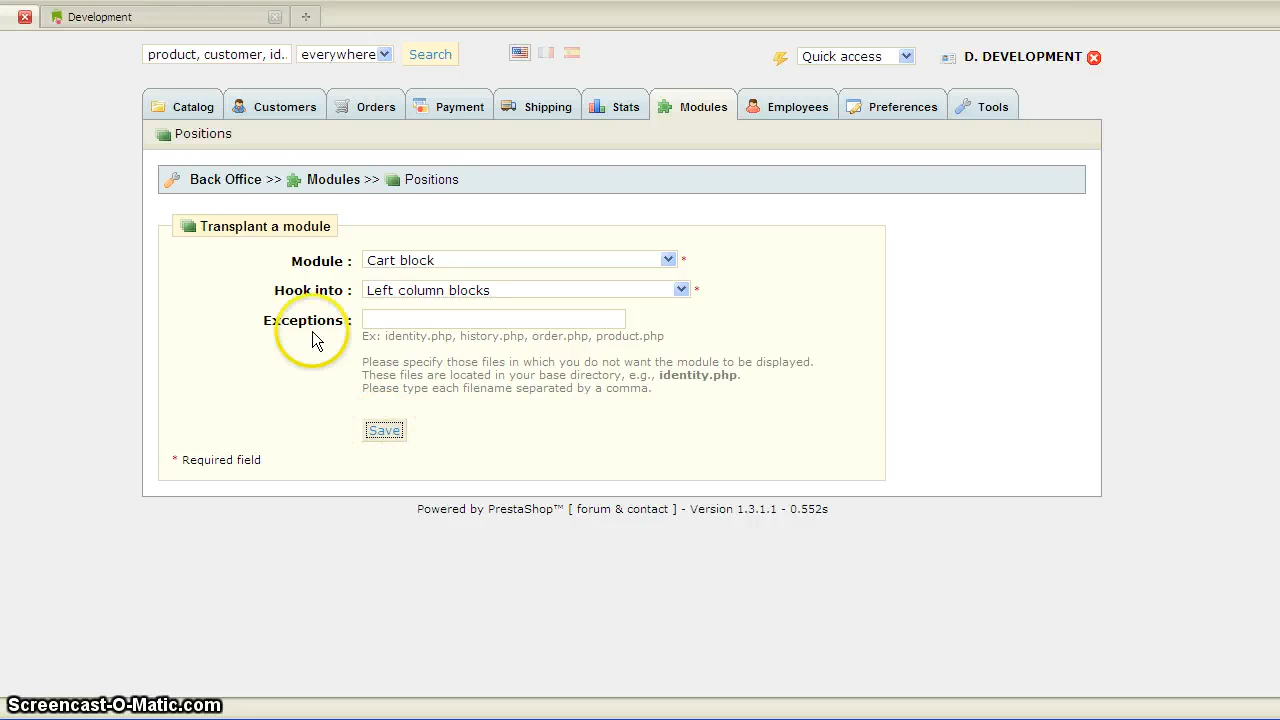 Development
product, customer, id..
everywhere
Search
Quick access
D. DEVELOPMENT
Catalog
Customers
Orders
Payment
Shipping
Stats
Modules
Employees
Preferences
Tools
Positions
Back Office >> Modules >> Positions
Transplant a module
Module : Cart block *
Hook into : Left column blocks *
Exceptions :
Ex: identity.php, history.php, order.php, product.php
Please specify those files in which you do not want the module to be displayed.
These files are located in your base directory, e.g., identity.php.
Please type each filename separated by a comma.
Save
* Required field
Powered by PrestaShop™ [ forum & contact ] - Version 1.3.1.1 - 0.552s
Screencast-O-Matic.com